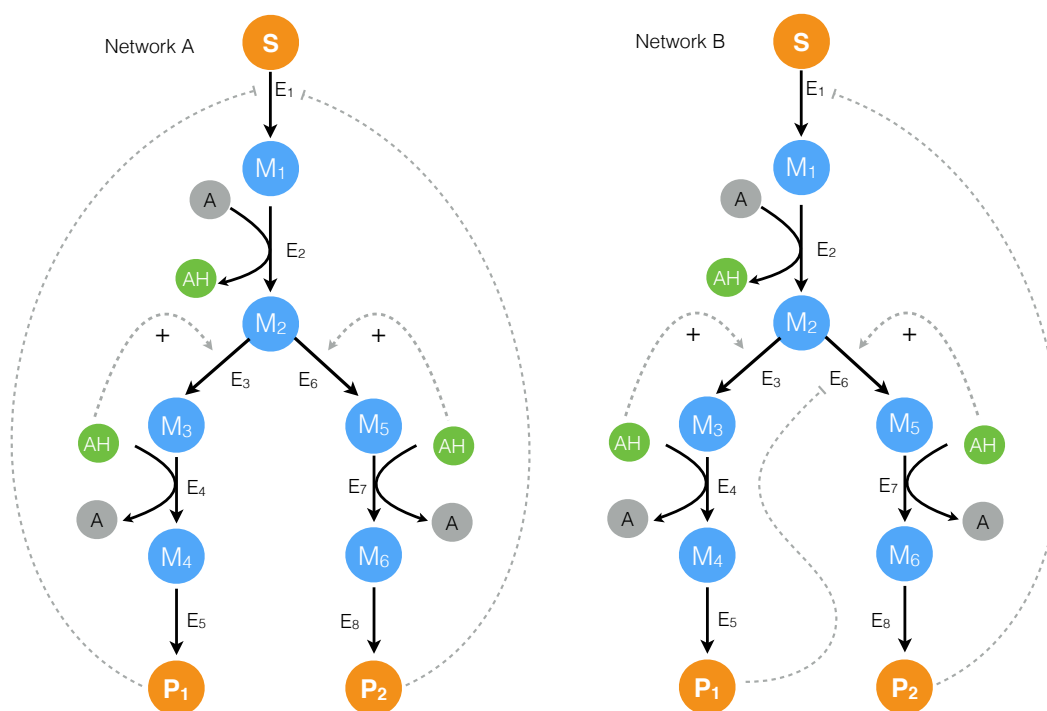 Network A
S
E₁
M₁
A
E₂
AH
M₂
+
+
E₃
E₆
M₃
M₅
AH
AH
E₄
E₇
A
A
M₄
M₆
E₅
E₈
P₁
P₂
Network B
S
E₁
M₁
A
E₂
AH
M₂
+
+
E₃
E₆
M₃
M₅
AH
AH
E₄
E₇
A
A
M₄
M₆
E₅
E₈
P₁
P₂